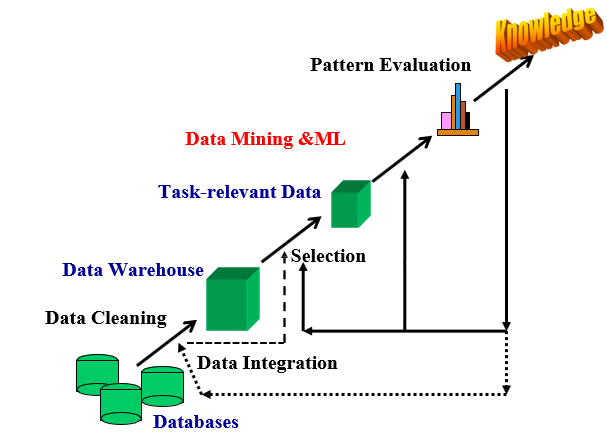 Knowledge
Pattern Evaluation
Data Mining &ML
Task-relevant Data
Selection
Data Warehouse
Data Cleaning
Data Integration
Databases